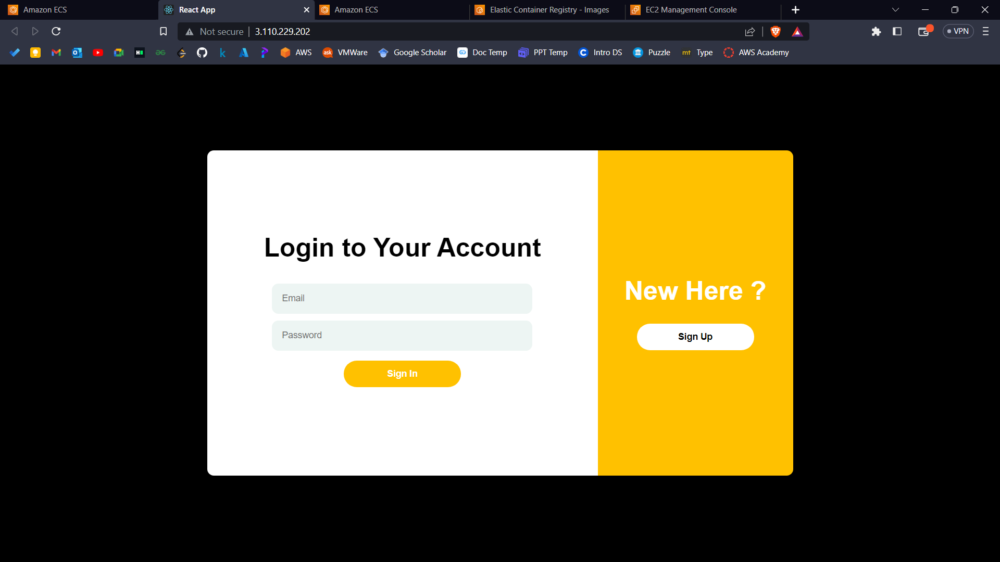 Amazon ECS
React App
Amazon ECS
Elastic Container Registry - Images
EC2 Management Console
Not secure
3.110.229.202
VPN
AWS
ask
VMWare
Google Scholar
Doc Temp
PPT Temp
Intro DS
Puzzle
mt
Type
AWS Academy
Login to Your Account
Email
Password
Sign In
New Here ?
Sign Up